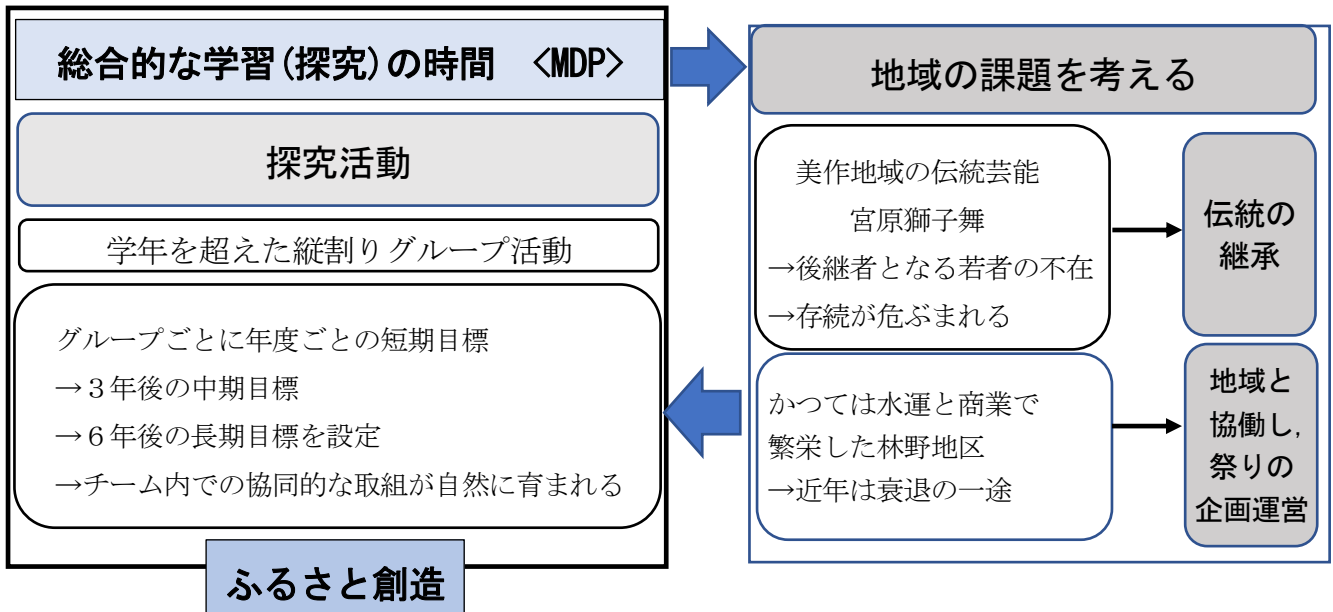 総合的な学習(探究)の時間 <MDP>
探究活動
学年を超えた縦割りグループ活動
グループごとに年度ごとの短期目標
→３年後の中期目標
→６年後の長期目標を設定
→チーム内での協同的な取組が自然に育まれる
ふるさと創造
地域の課題を考える
美作地域の伝統芸能
宮原獅子舞
→後継者となる若者の不在
→存続が危ぶまれる
伝統の
継承
かつては水運と商業で
繁栄した林野地区
→近年は衰退の一途
地域と
協働し,
祭りの
企画運営